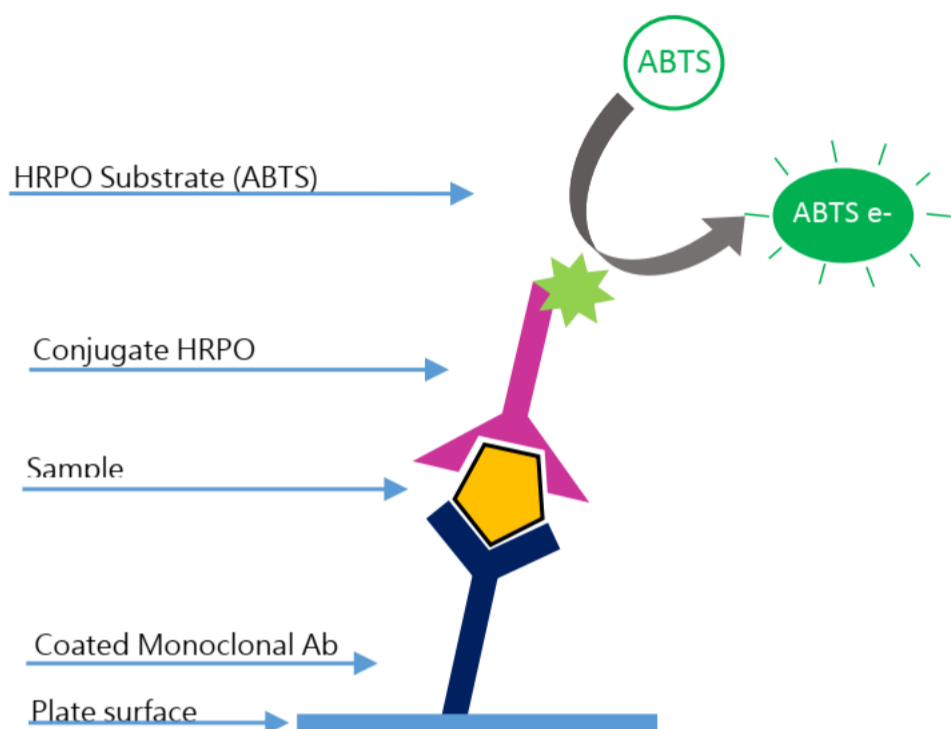 ABTS
HRPO Substrate (ABTS)
ABTS e-
Conjugate HRPO
Sample
Coated Monoclonal Ab
Plate surface